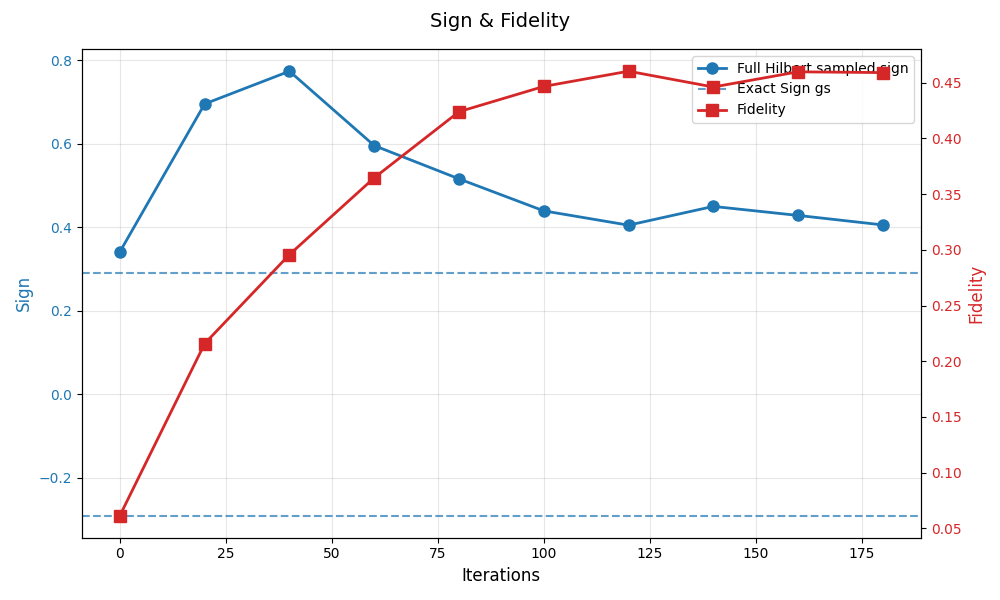 Sign & Fidelity
Full Hilbert sampled sign
Exact Sign gs
Fidelity
Sign
0.8
0.6
0.4
0.2
0.0
−0.2
0.45
0.40
0.35
0.30
0.25
0.20
0.15
0.10
0.05
Fidelity
0 25 50 75 100 125 150 175
Iterations